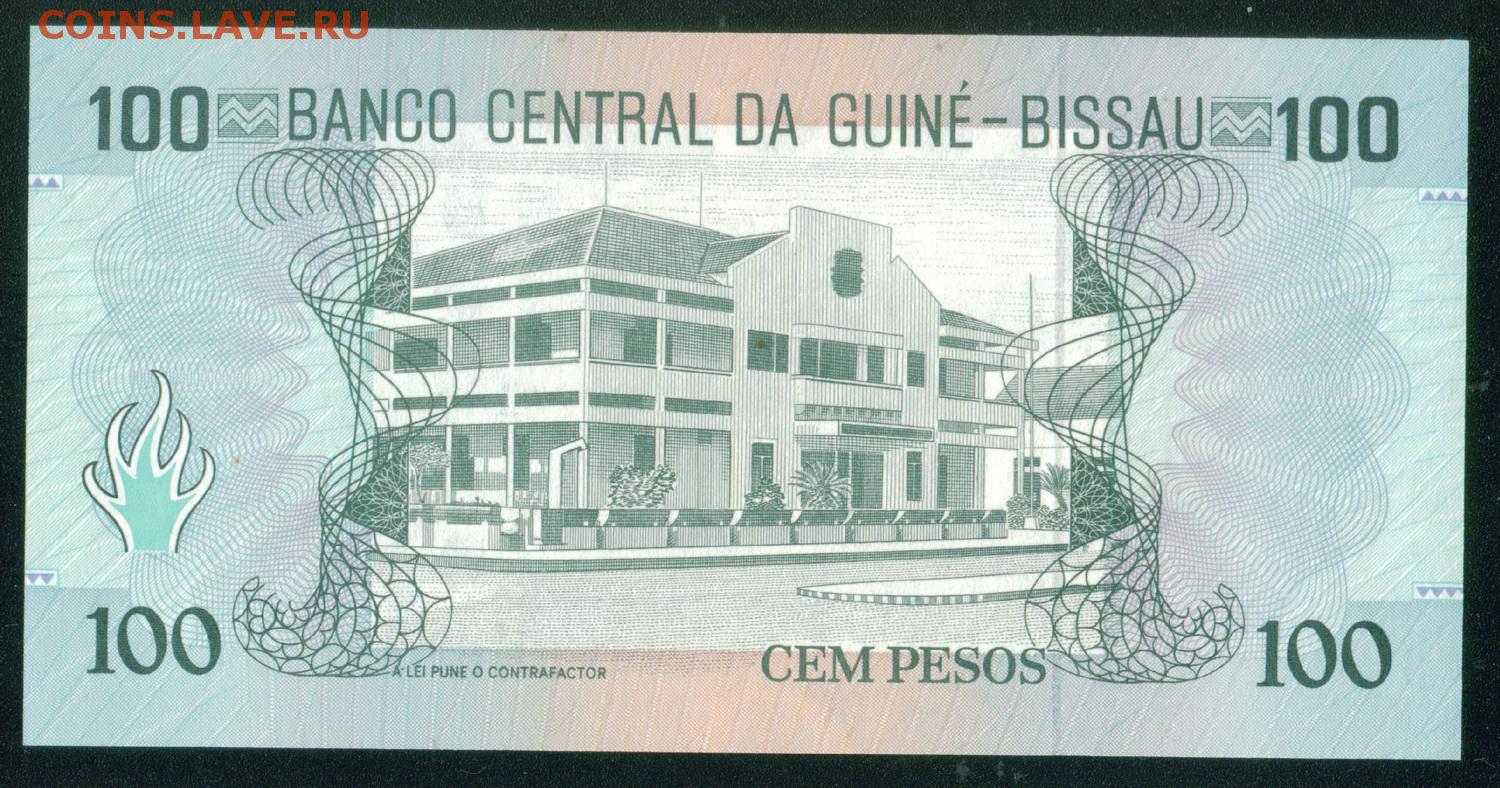 COINS.LAVE.RU
100 BANCO CENTRAL DA GUINÉ-BISSAU 100
100 A LEI PUNE O CONTRAFACTOR CEM PESOS 100